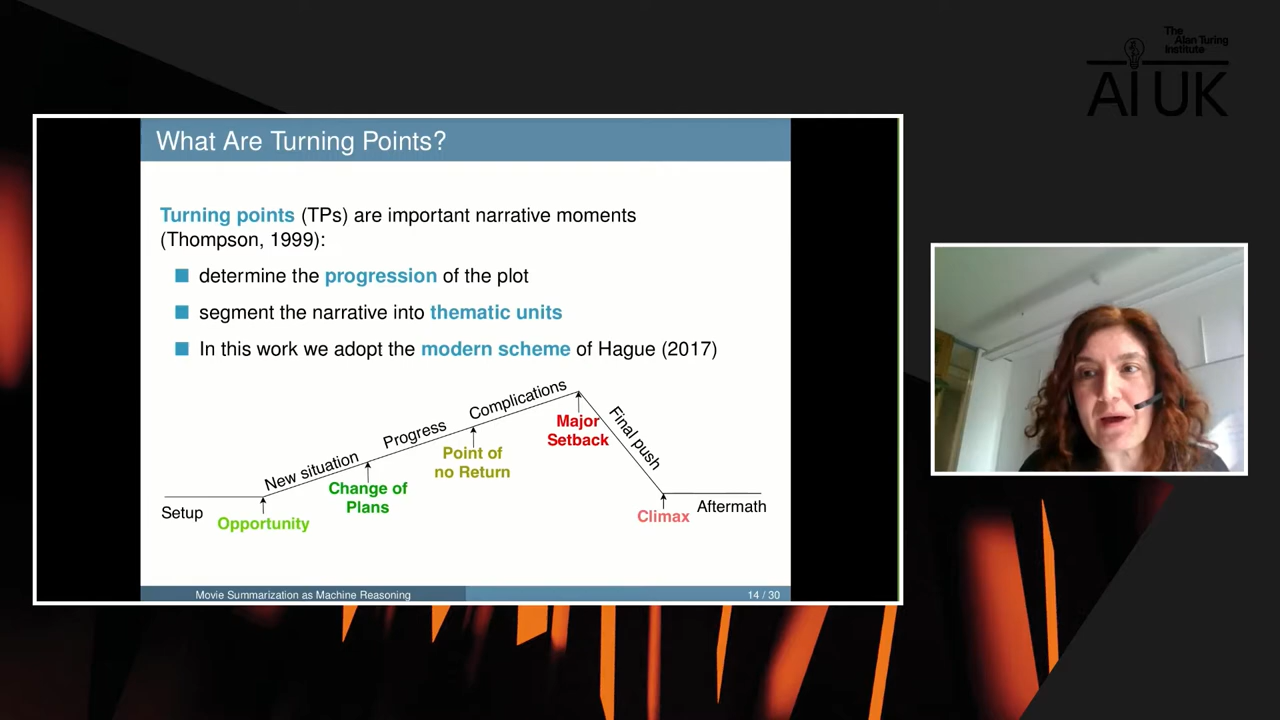 The
Alan Turing
Institute
AI UK
What Are Turning Points?
Turning points (TPs) are important narrative moments
(Thompson, 1999):
determine the progression of the plot
segment the narrative into thematic units
In this work we adopt the modern scheme of Hague (2017)
Setup
New situation
Progress
Complications
Final push
Aftermath
Opportunity
Change of
Plans
Point of
no Return
Major
Setback
Climax
Movie Summarization as Machine Reasoning
14 / 30